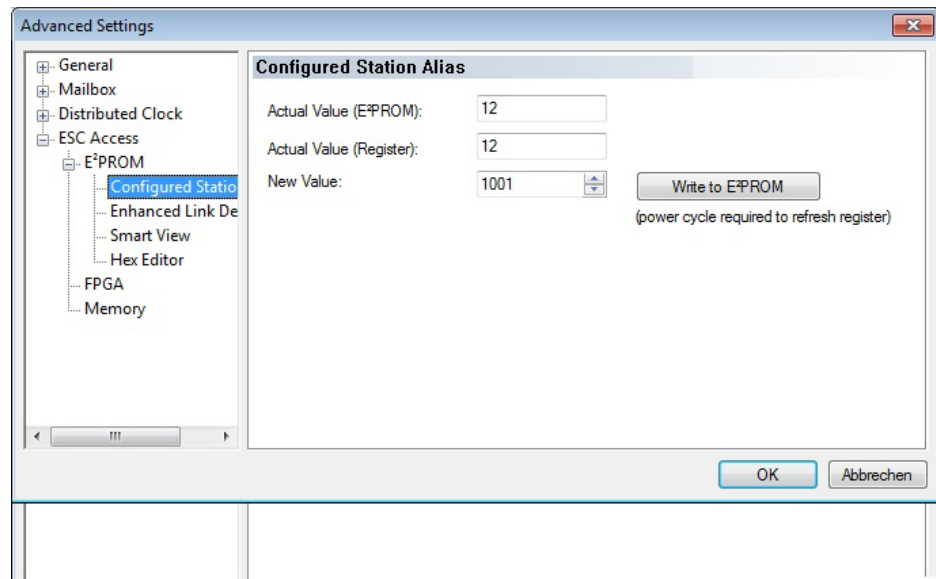 Advanced Settings
General
Mailbox
Distributed Clock
ESC Access
E²PROM
Configured Statio
Enhanced Link De
Smart View
Hex Editor
FPGA
Memory
Configured Station Alias
Actual Value (E²PROM): 12
Actual Value (Register): 12
New Value: 1001 Write to E²PROM
(power cycle required to refresh register)
OK Abbrechen